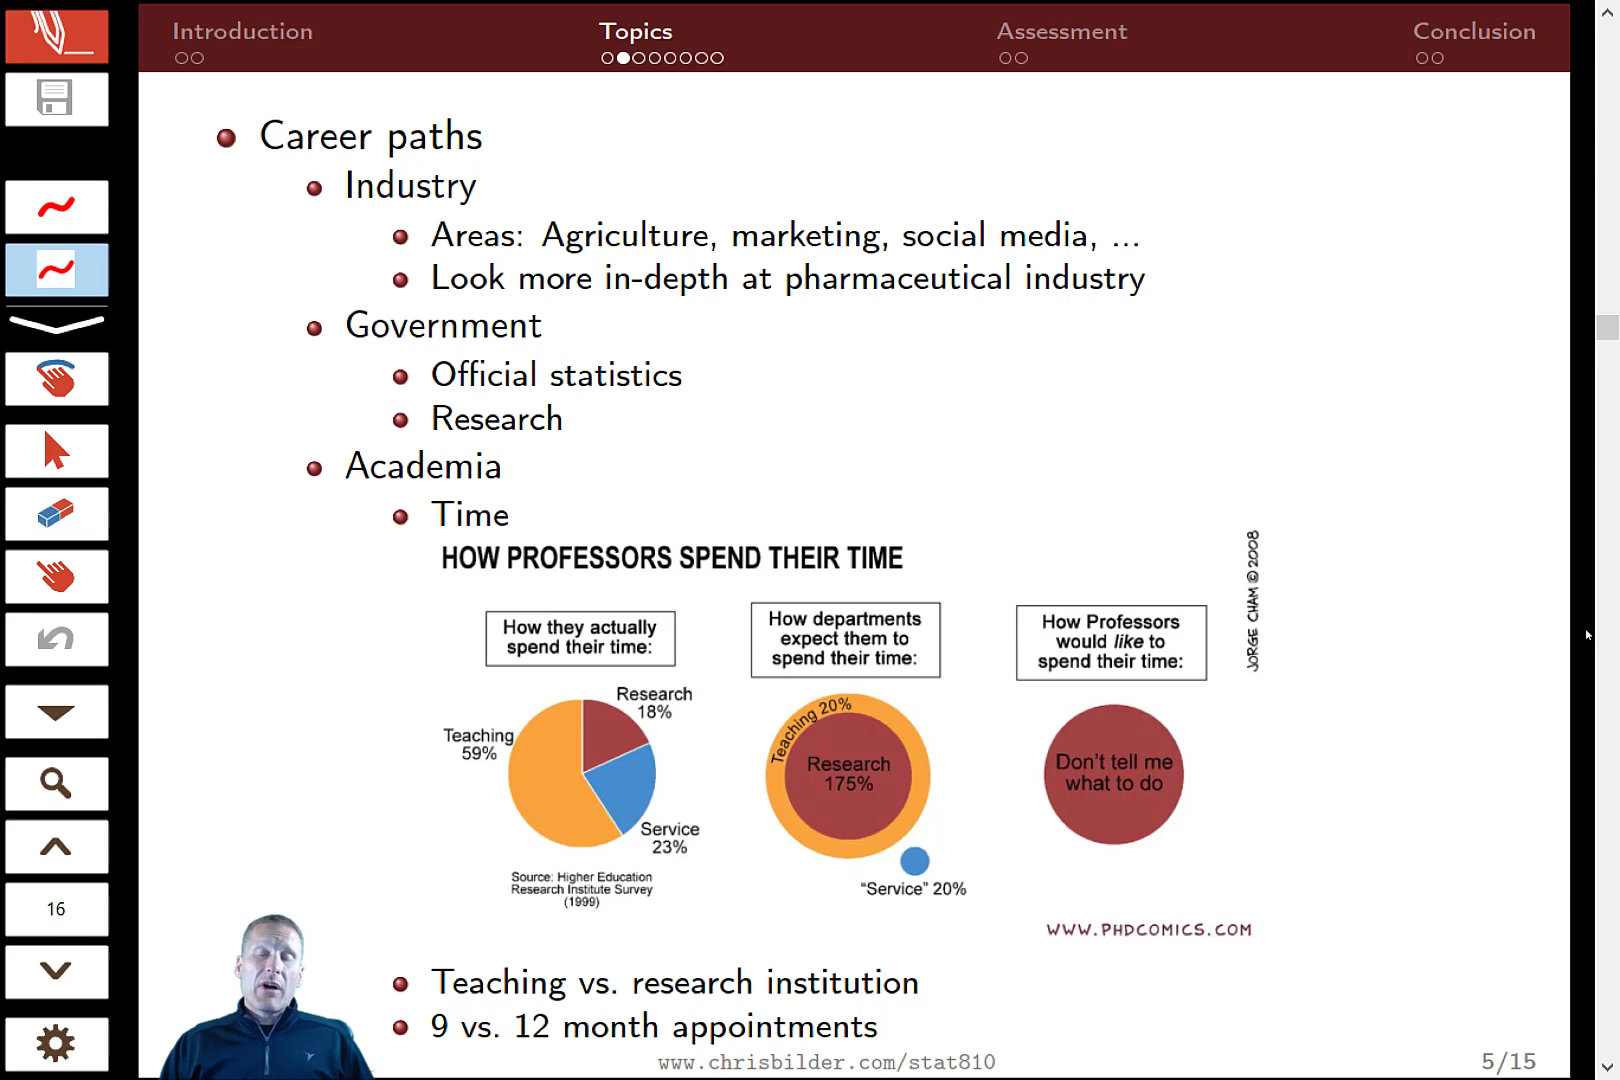 Introduction Topics Assessment Conclusion
Career paths
Industry
Areas: Agriculture, marketing, social media, ...
Look more in-depth at pharmaceutical industry
Government
Official statistics
Research
Academia
Time
HOW PROFESSORS SPEND THEIR TIME
JORGE CHAM © 2008
How they actually
spend their time:
Research
18%
Teaching
59%
Service
23%
Source: Higher Education
Research Institute Survey
(1999)
How departments
expect them to
spend their time:
Teaching 20%
Research
175%
“Service” 20%
How Professors
would like to
spend their time:
Don't tell me
what to do
WWW.PHDCOMICS.COM
16
Teaching vs. research institution
9 vs. 12 month appointments
www.chrisbilder.com/stat810
5/15